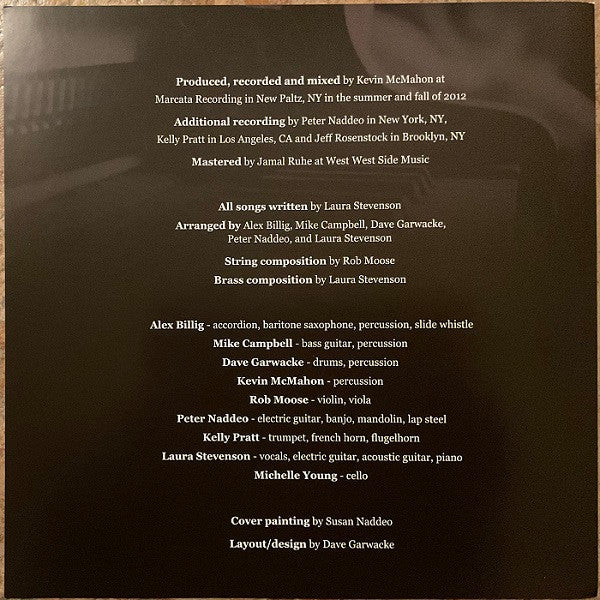 Produced, recorded and mixed by Kevin McMahon at
Marcata Recording in New Paltz, NY in the summer and fall of 2012
Additional recording by Peter Naddeo in New York, NY,
Kelly Pratt in Los Angeles, CA and Jeff Rosenstock in Brooklyn, NY
Mastered by Jamal Ruhe at West West Side Music
All songs written by Laura Stevenson
Arranged by Alex Billig, Mike Campbell, Dave Garwacke,
Peter Naddeo, and Laura Stevenson
String composition by Rob Moose
Brass composition by Laura Stevenson
Alex Billig - accordion, baritone saxophone, percussion, slide whistle
Mike Campbell - bass guitar, percussion
Dave Garwacke - drums, percussion
Kevin McMahon - percussion
Rob Moose - violin, viola
Peter Naddeo - electric guitar, banjo, mandolin, lap steel
Kelly Pratt - trumpet, french horn, flugelhorn
Laura Stevenson - vocals, electric guitar, acoustic guitar, piano
Michelle Young - cello
Cover painting by Susan Naddeo
Layout/design by Dave Garwacke